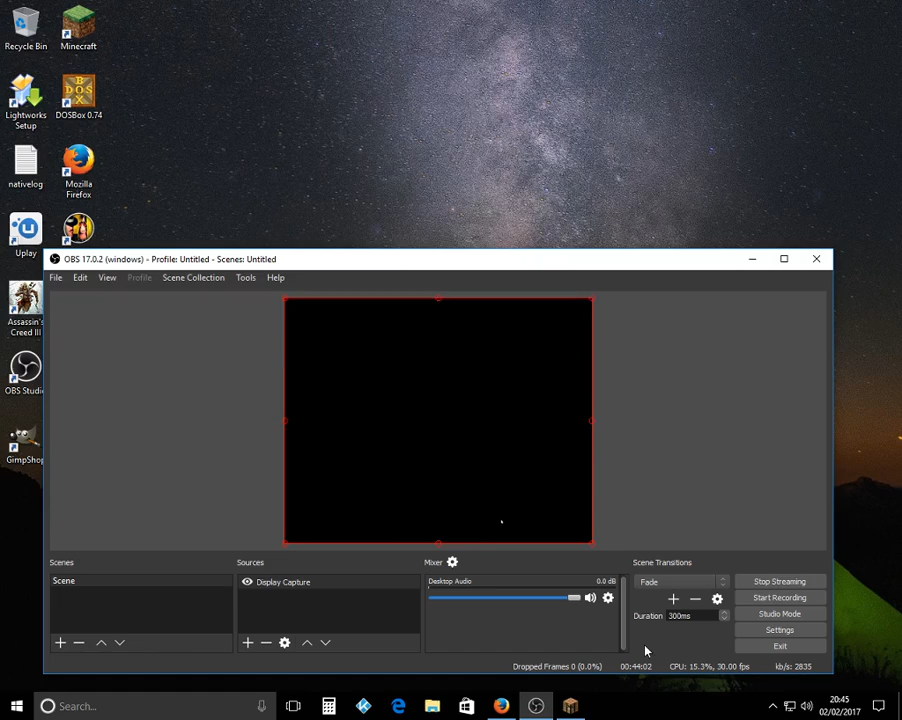 Recycle Bin
Minecraft
Lightworks
Setup
BOX
DOS
DOSBox 0.74
nativelog
Mozilla
Firefox
Uplay
Assassin's
Creed III
OBS Studi
GimpShop
OBS 17.0.2 (windows) - Profile: Untitled - Scenes: Untitled
File Edit View Profile Scene Collection Tools Help
Scenes
Scene
Sources
Display Capture
Mixer
Desktop Audio 0.0 dB
Scene Transitions
Fade
Duration 300ms
Stop Streaming
Start Recording
Studio Mode
Settings
Exit
Dropped Frames 0 (0.0%) 00:44:02 CPU: 15.3%, 30.00 fps kb/s: 2835
Search...
20:45
02/02/2017